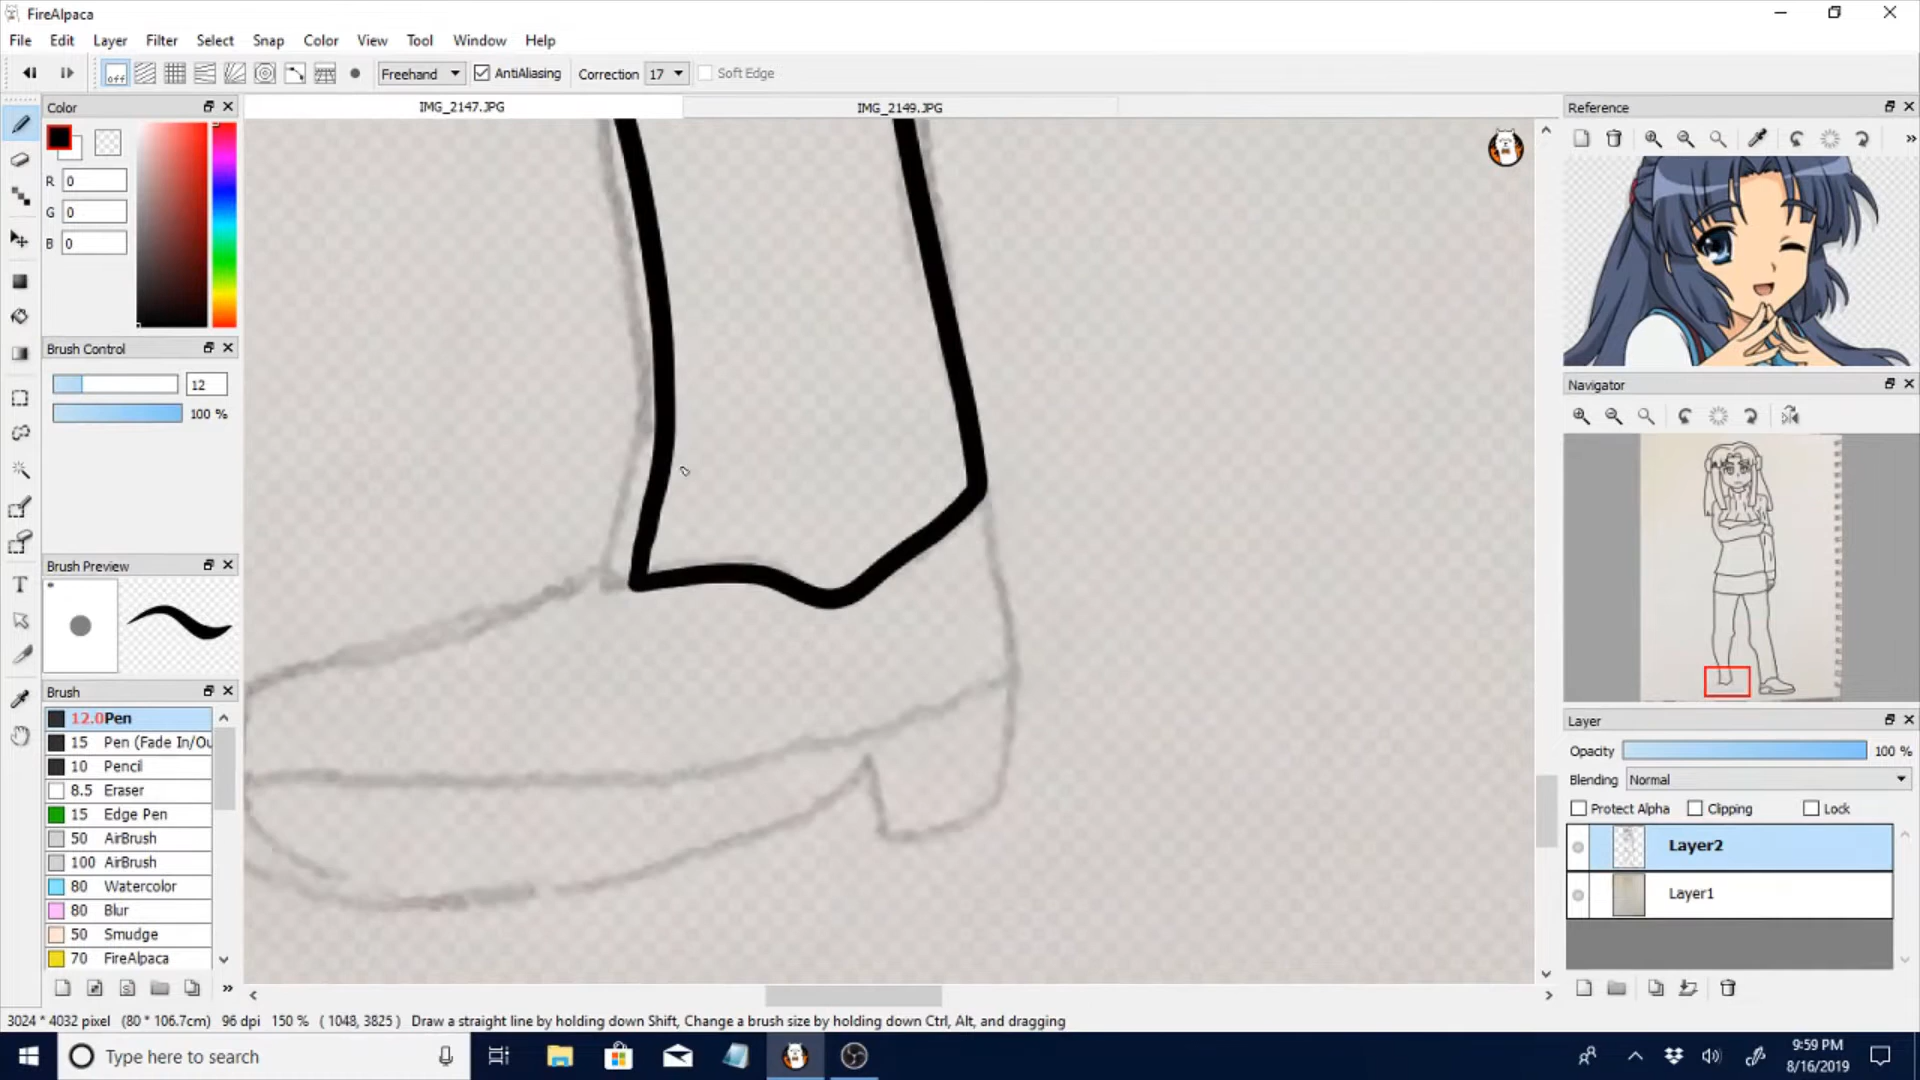 FireAlpaca
File Edit Layer Filter Select Snap Color View Tool Window Help
off Freehand AntiAliasing Correction 17 Soft Edge
Color
R 0
G 0
B 0
Brush Control
12
100 %
Brush Preview
Brush
12.0 Pen
15 Pen (Fade In/Ou
10 Pencil
8.5 Eraser
15 Edge Pen
50 AirBrush
100 AirBrush
80 Watercolor
80 Blur
50 Smudge
70 FireAlpaca
IMG_2147.JPG IMG_2149.JPG
Reference
Navigator
Layer
Opacity 100 %
Blending Normal
Protect Alpha Clipping Lock
Layer2
Layer1
3024 * 4032 pixel (80 * 106.7cm) 96 dpi 150 % ( 1048, 3825 ) Draw a straight line by holding down Shift, Change a brush size by holding down Ctrl, Alt, and dragging
Type here to search
9:59 PM
8/16/2019